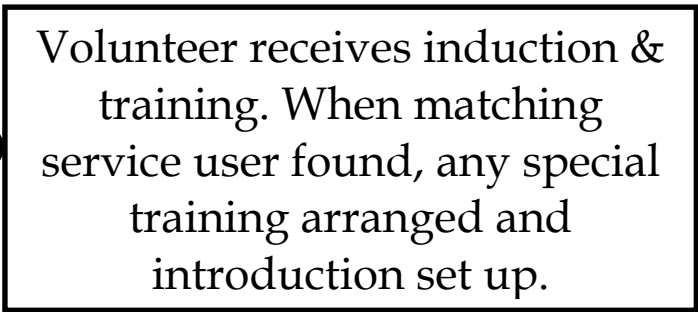 Volunteer receives induction &
training. When matching
service user found, any special
training arranged and
introduction set up.